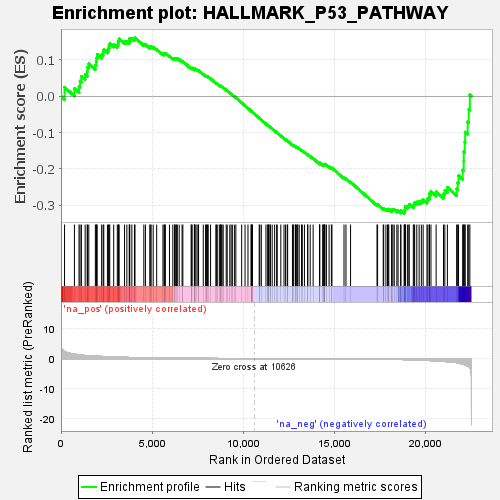 Enrichment plot: HALLMARK_P53_PATHWAY
Enrichment score (ES)
0.1
0.0
-0.1
-0.2
-0.3
'na_pos' (positively correlated)
Ranked list metric (PreRanked)
10
0
-10
-20
Zero cross at 10626
'na_neg' (negatively correlated)
0
5,000
10,000
15,000
20,000
Rank in Ordered Dataset
Enrichment profile
Hits
Ranking metric scores